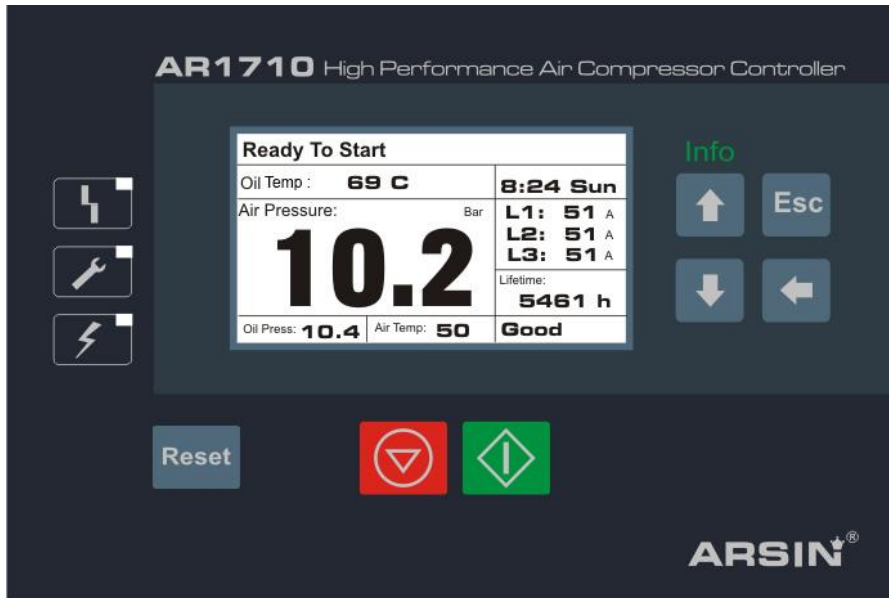 AR1710 High Performance Air Compressor Controller
Ready To Start
Oil Temp : 69 C
8:24 Sun
Air Pressure: Bar
10.2
L1: 51 A
L2: 51 A
L3: 51 A
Lifetime:
5461 h
Oil Press: 10.4 Air Temp: 50
Good
Info
Esc
Reset
ARSIN®